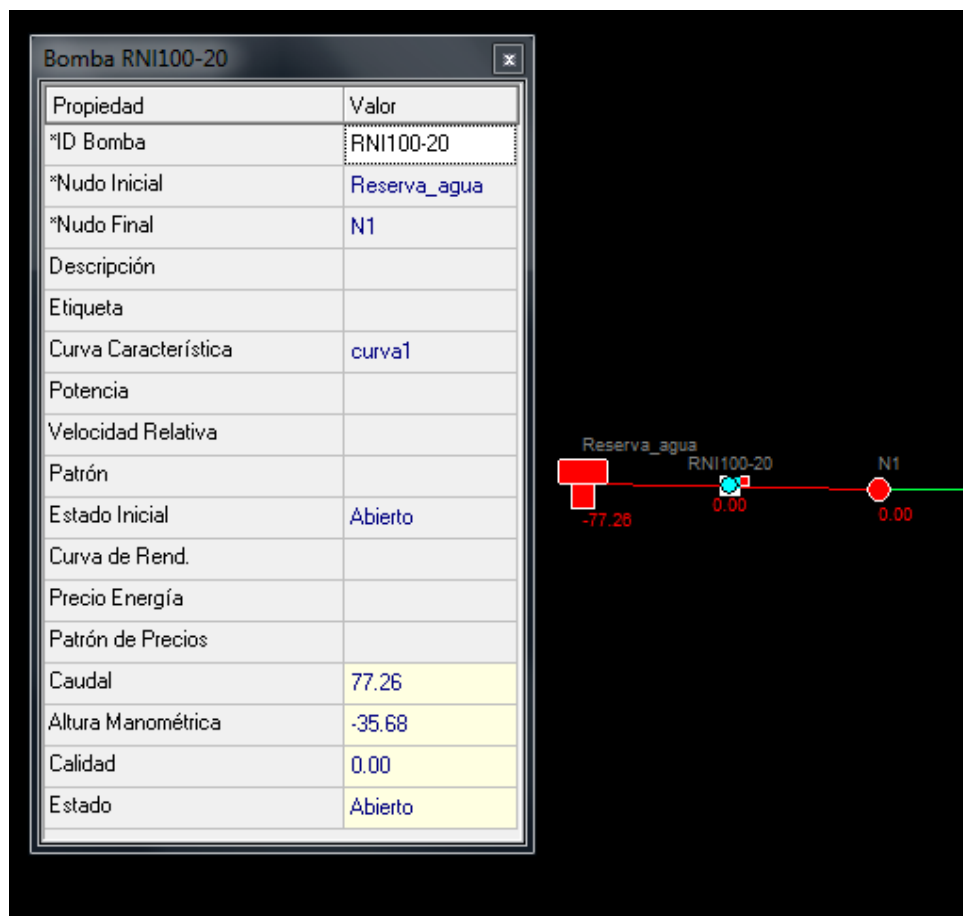 Bomba RNI100-20
Propiedad Valor
*ID Bomba RNI100-20
*Nudo Inicial Reserva_agua
*Nudo Final N1
Descripción
Etiqueta
Curva Característica curva1
Potencia
Velocidad Relativa
Patrón
Estado Inicial Abierto
Curva de Rend.
Precio Energía
Patrón de Precios
Caudal 77.26
Altura Manométrica -35.68
Calidad 0.00
Estado Abierto
Reserva_agua
RNI100-20 N1
-77.26 0.00 0.00